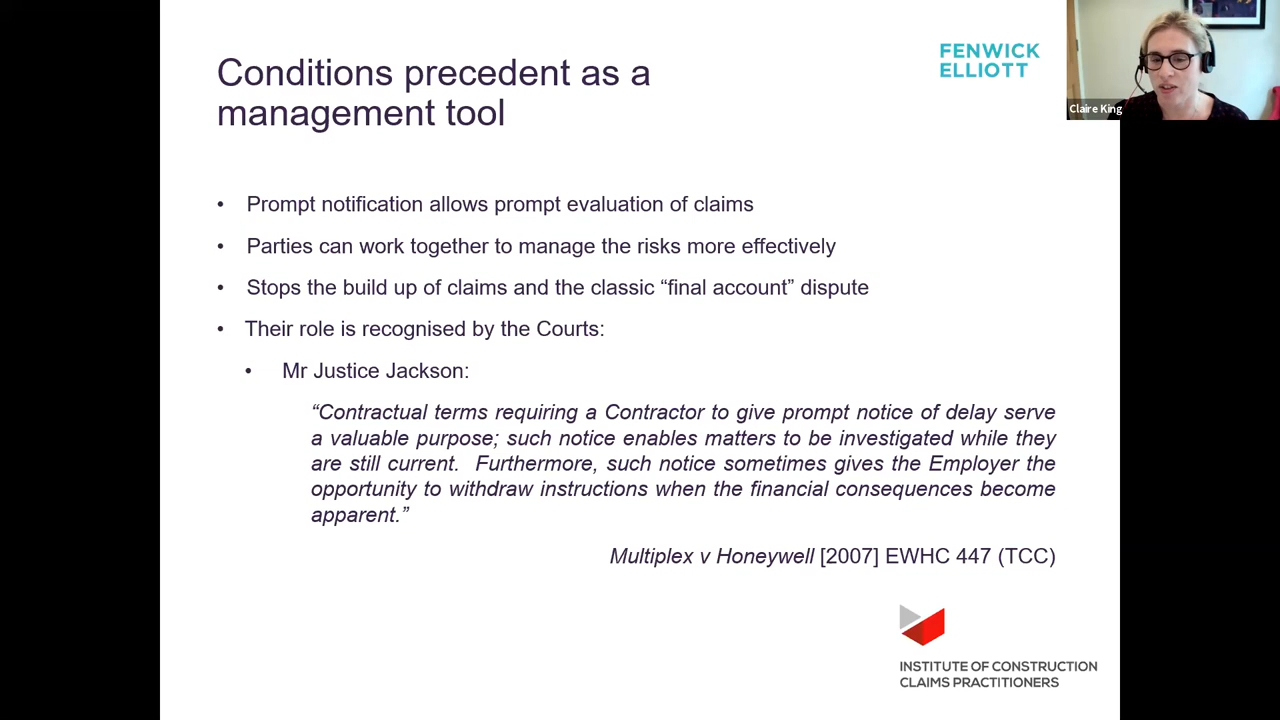 Conditions precedent as a
management tool
FENWICK
ELLIOTT
Claire King
• Prompt notification allows prompt evaluation of claims
• Parties can work together to manage the risks more effectively
• Stops the build up of claims and the classic “final account” dispute
• Their role is recognised by the Courts:
• Mr Justice Jackson:
“Contractual terms requiring a Contractor to give prompt notice of delay serve
a valuable purpose; such notice enables matters to be investigated while they
are still current. Furthermore, such notice sometimes gives the Employer the
opportunity to withdraw instructions when the financial consequences become
apparent.”
Multiplex v Honeywell [2007] EWHC 447 (TCC)
INSTITUTE OF CONSTRUCTION
CLAIMS PRACTITIONERS